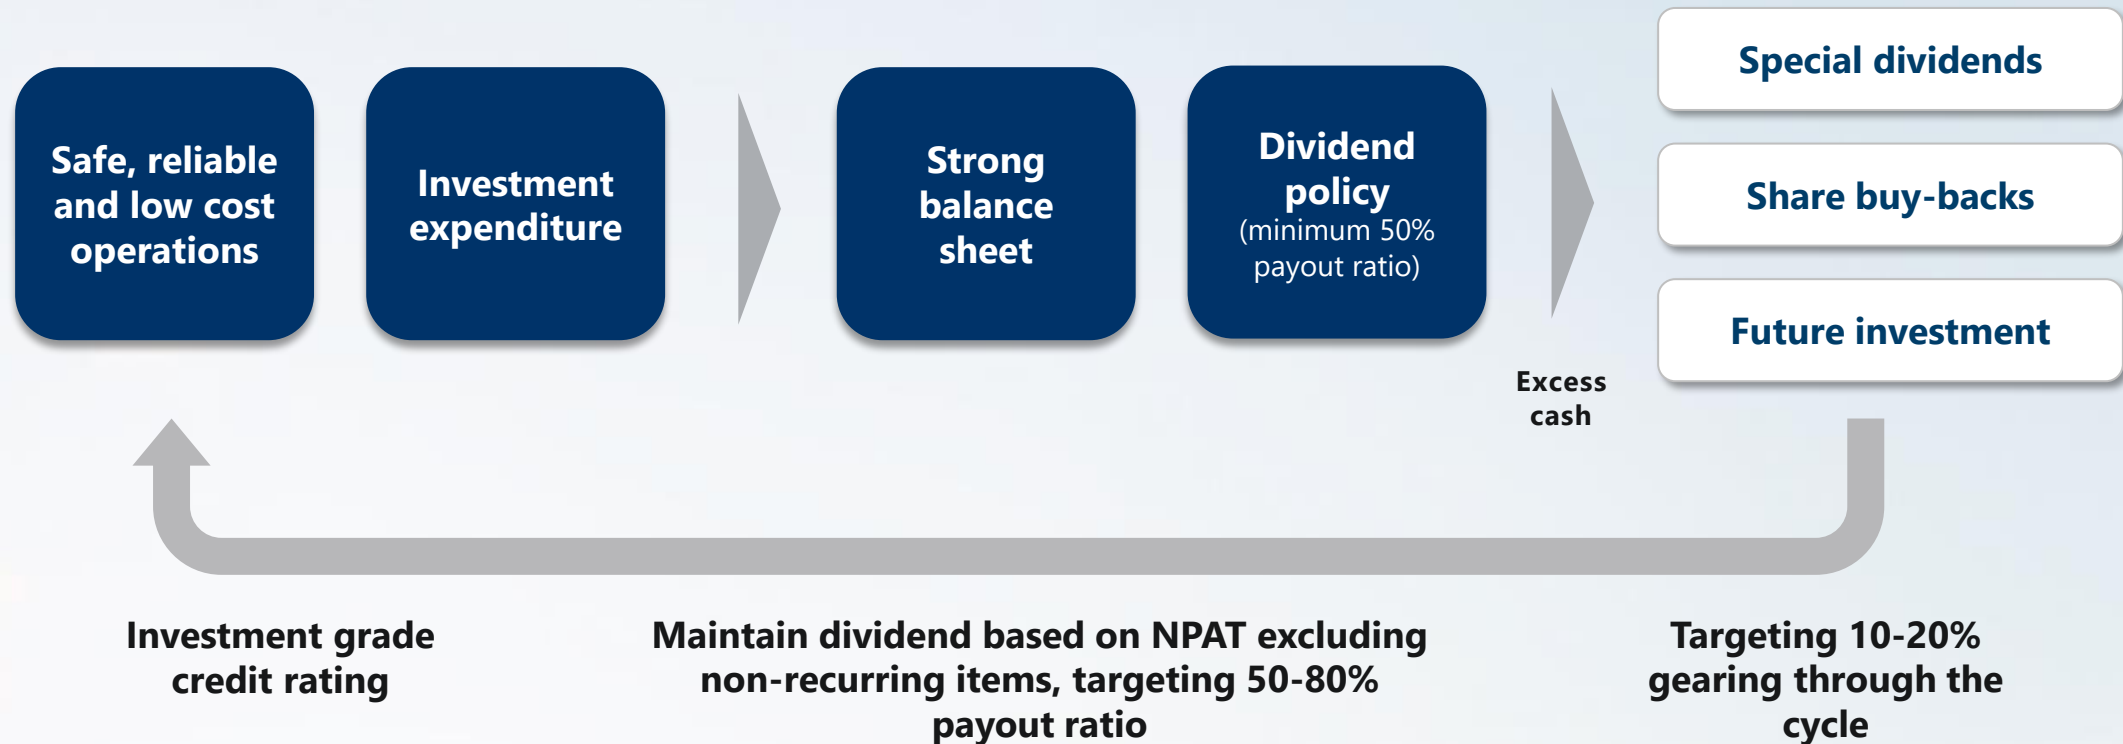 Safe, reliable
and low cost
operations
Investment
expenditure
Strong
balance
sheet
Dividend
policy
(minimum 50%
payout ratio)
Excess
cash
Special dividends
Share buy-backs
Future investment
Investment grade
credit rating
Maintain dividend based on NPAT excluding
non-recurring items, targeting 50-80%
payout ratio
Targeting 10-20%
gearing through the
cycle